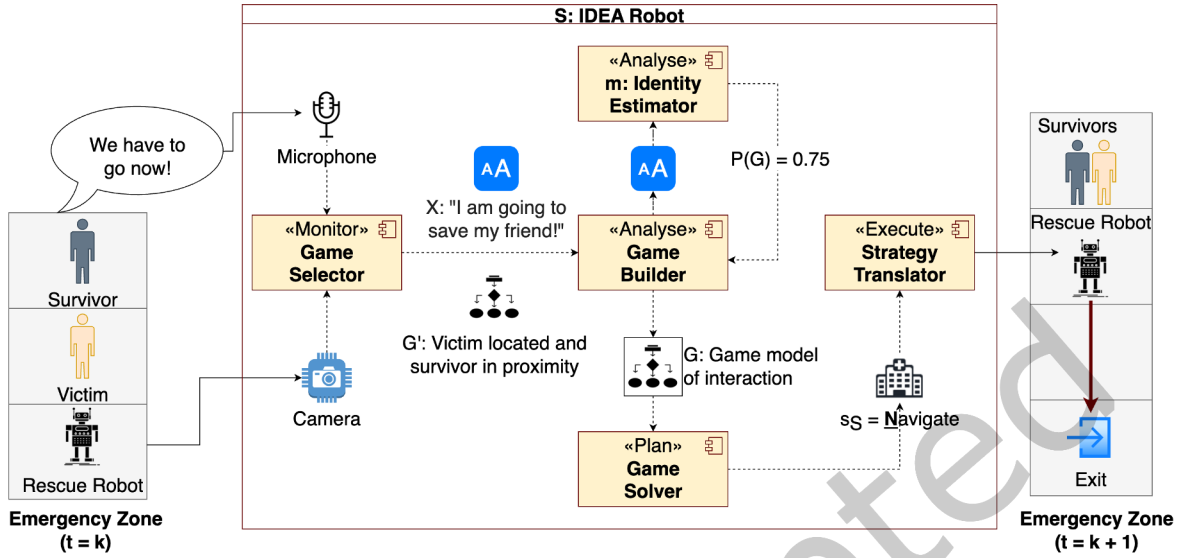 S: IDEA Robot
We have to
go now!
Survivor
Victim
Rescue Robot
Emergency Zone
(t = k)
Microphone
«Monitor»
Game
Selector
Camera
AA
X: "I am going to
save my friend!"
G': Victim located and
survivor in proximity
«Analyse»
m: Identity
Estimator
AA
P(G) = 0.75
«Analyse»
Game
Builder
G: Game model
of interaction
«Plan»
Game
Solver
«Execute»
Strategy
Translator
sS = Navigate
Survivors
Rescue Robot
Exit
Emergency Zone
(t = k + 1)